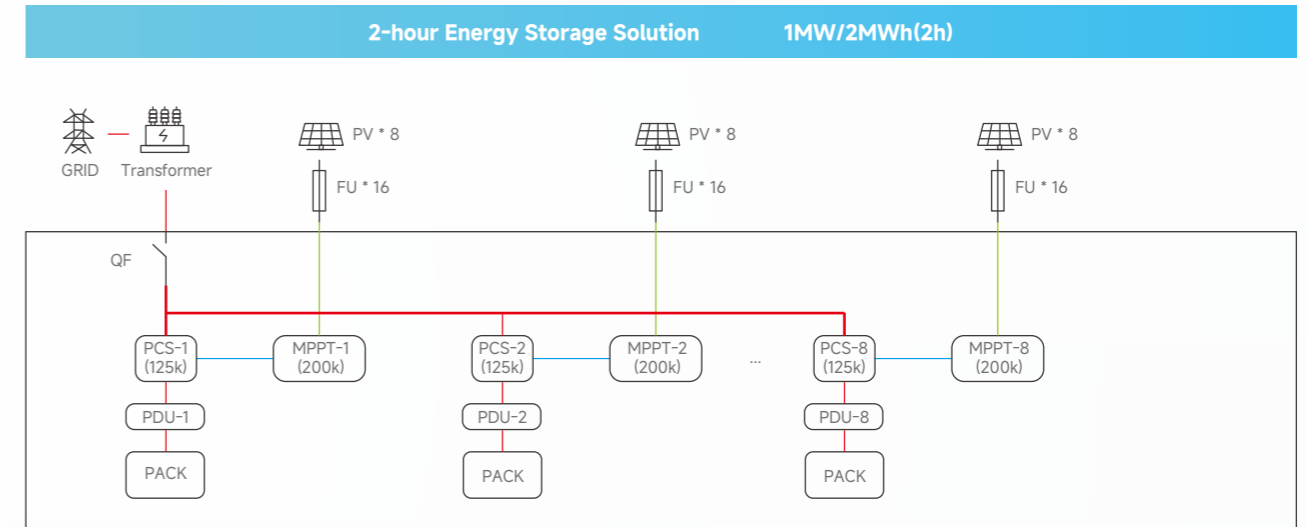 2-hour Energy Storage Solution 1MW/2MWh(2h)
GRID
Transformer
PV * 8
FU * 16
PV * 8
FU * 16
PV * 8
FU * 16
QF
PCS-1
(125k)
MPPT-1
(200k)
PCS-2
(125k)
MPPT-2
(200k)
...
PCS-8
(125k)
MPPT-8
(200k)
PDU-1
PDU-2
PDU-8
PACK
PACK
PACK